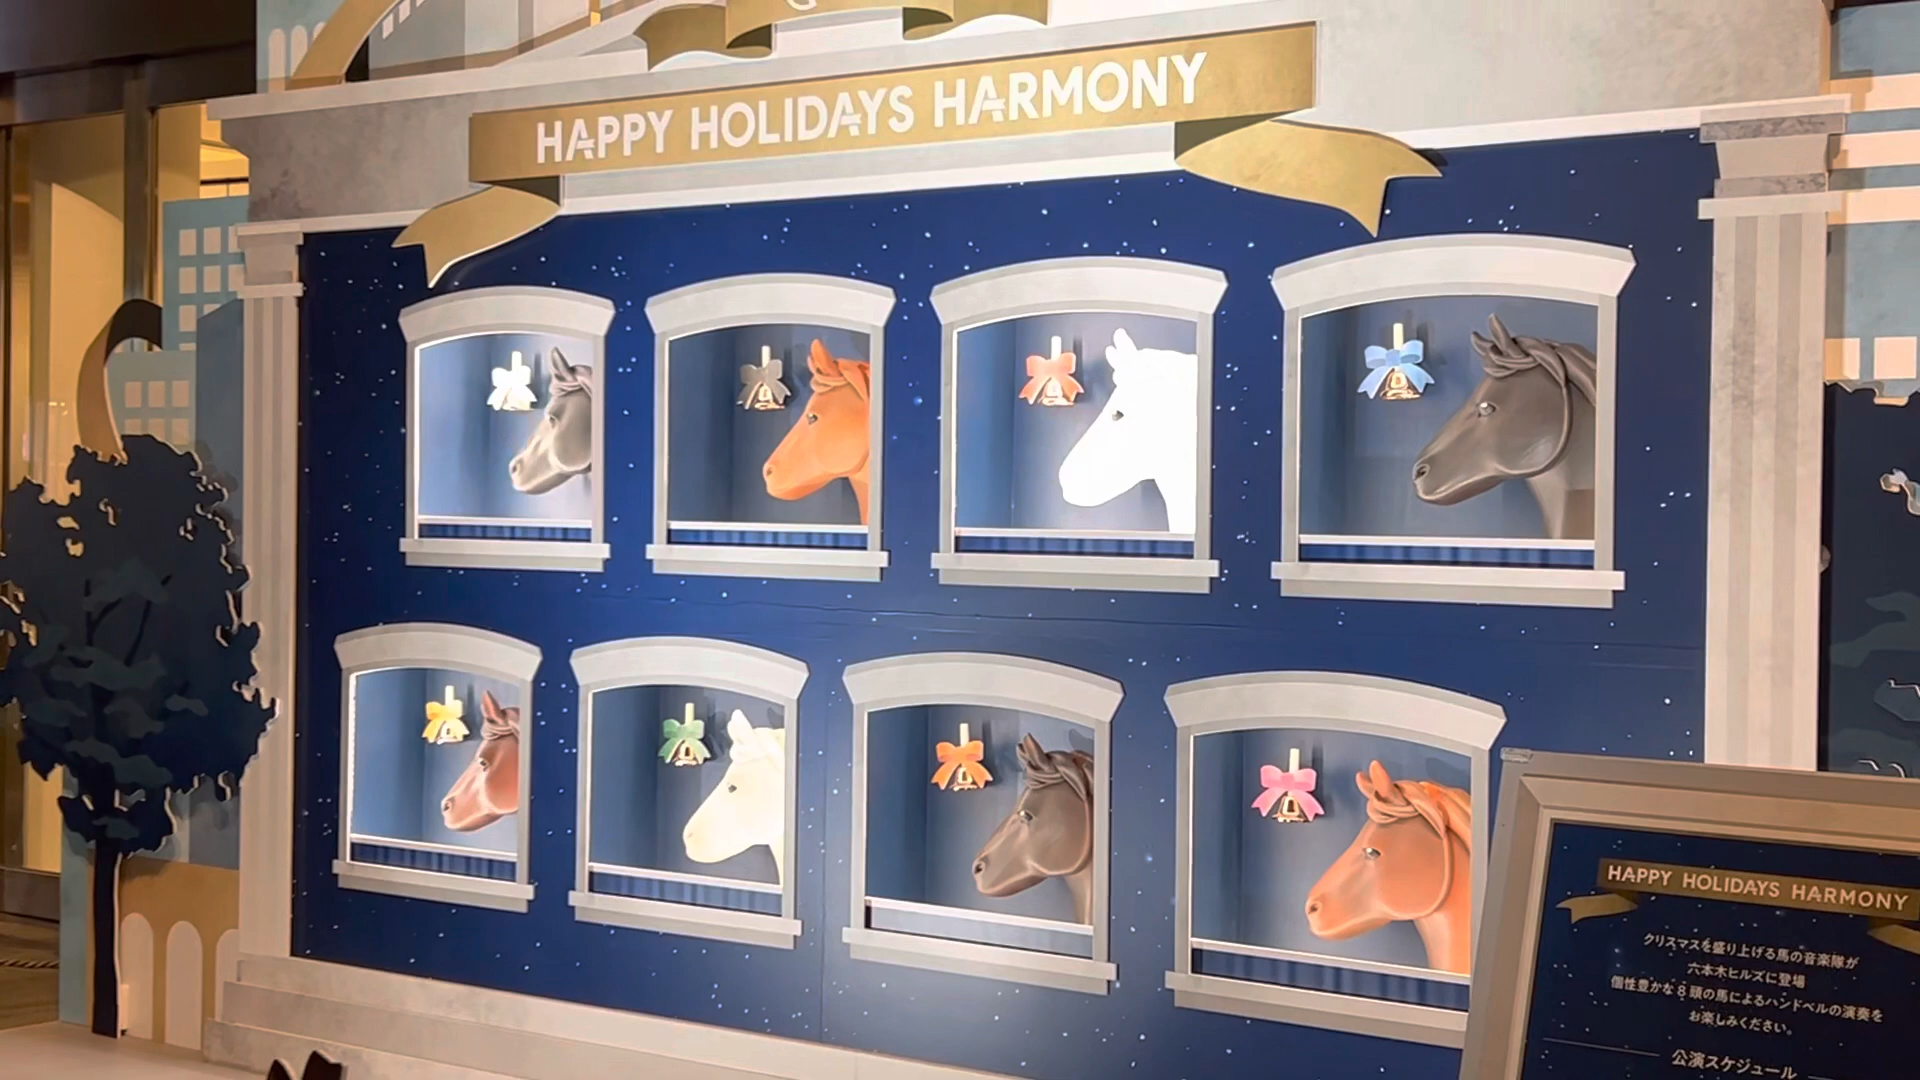 HAPPY HOLIDAYS HARMONY
HAPPY HOLIDAYS HARMONY
クリスマスを盛り上げる馬の音楽隊が
六本木ヒルズに登場
個性豊かな8頭の馬によるハンドベルの演奏を
お楽しみください。
公演スケジュール